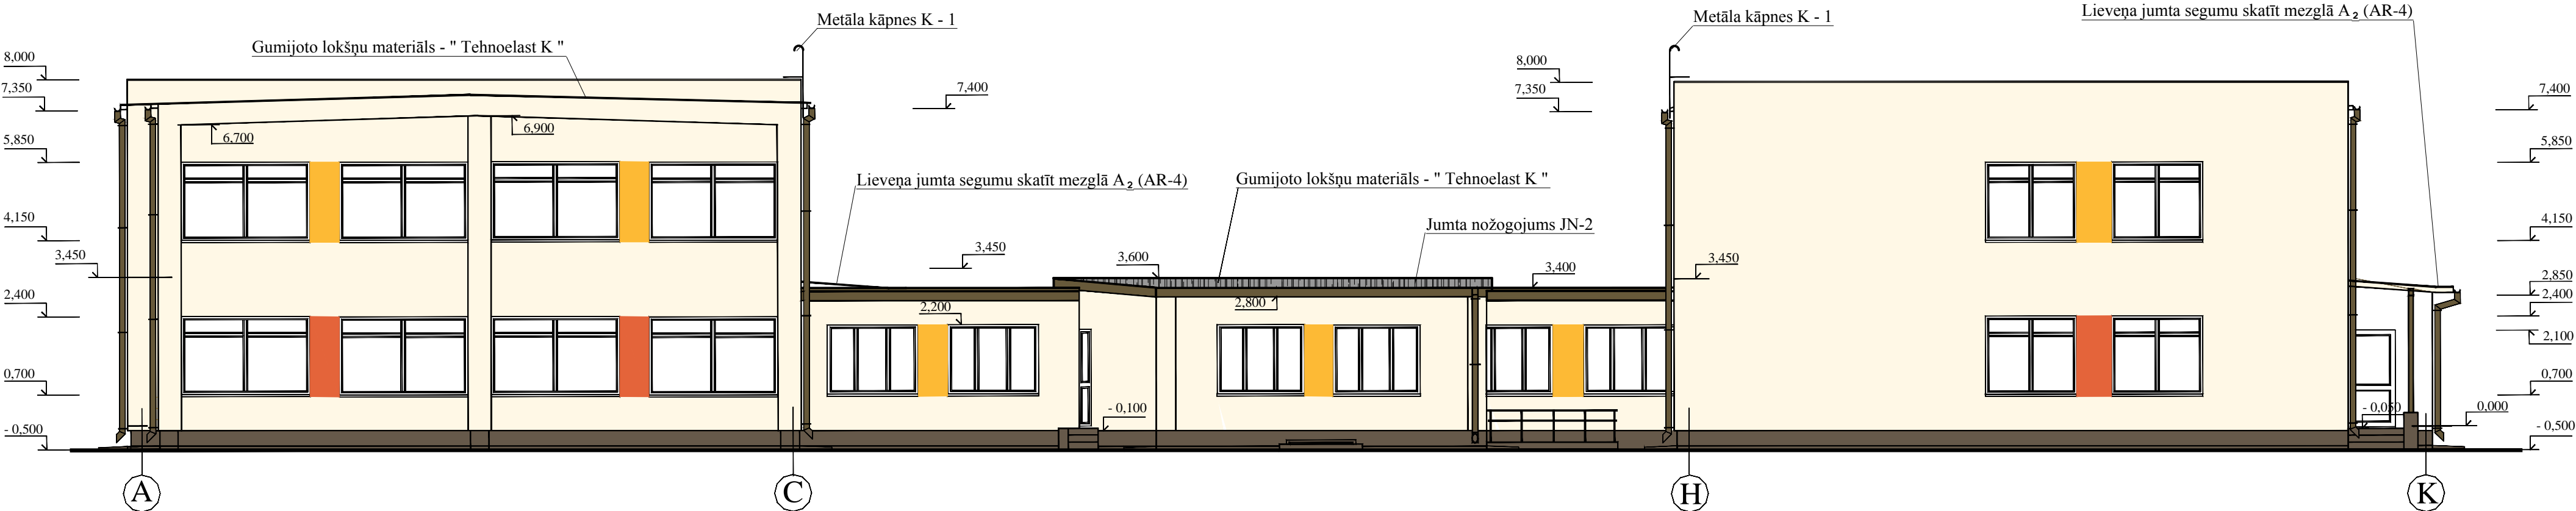 Metāla kāpnes K - 1
Metāla kāpnes K - 1
Lieveņa jumta segumu skatīt mezglā A₂ (AR-4)
Gumijoto lokšņu materiāls - " Tehnoelast K "
8,000
7,350
7,400
8,000
7,350
7,400
6,700
6,900
5,850
5,850
Lieveņa jumta segumu skatīt mezglā A₂ (AR-4)
Gumijoto lokšņu materiāls - " Tehnoelast K "
Jumta nožogojums JN-2
4,150
4,150
3,450
3,450
3,600
3,400
3,450
2,850
2,400
2,400
2,200
2,800
2,100
0,700
0,700
- 0,100
- 0,050
0,000
- 0,500
- 0,500
A
C
H
K